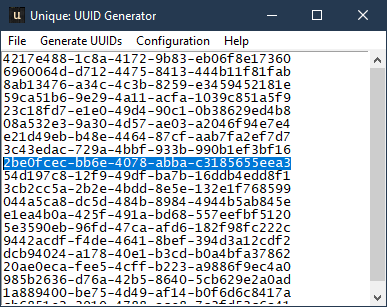 u Unique: UUID Generator
File Generate UUIDs Configuration Help
4217e488-1c8a-4172-9b83-eb06f8e17360
6960064d-d712-4475-8413-444b11f81fab
8ab13476-a34c-4c3b-8259-e3459452181e
59ca51b6-9e29-4a11-acfa-1039c851a5f9
23c18fd7-e1e0-49d4-90c1-0b38629ed4b8
08a532e3-9a30-4d57-ae03-a2046f94e7e4
e21d49eb-b48e-4464-87cf-aab7fa2ef7d7
3c43edac-729a-4bbf-933b-990b1ef3bf16
2be0fcec-bb6e-4078-abba-c3185655eea3
54d197c8-12f9-49df-ba7b-16ddb4edd8f1
3cb2cc5a-2b2e-4bdd-8e5e-132e1f768599
044a5ca8-dc5d-484b-8984-4944b5ab845e
e1ea4b0a-425f-491a-bd68-557eefbf5120
5e3590eb-96fd-47ca-afd6-182f98fc222c
9442acdf-f4de-4641-8bef-394d3a12cdf2
dcb94024-a178-40e1-b3cd-b0a4bfa37862
20ae0eca-fee5-4cff-b223-a9886f9ec4a0
985b2636-d76a-42b5-8640-5cb629e2a0ad
1a889400-be75-4d49-af14-b0f6d6c8417a